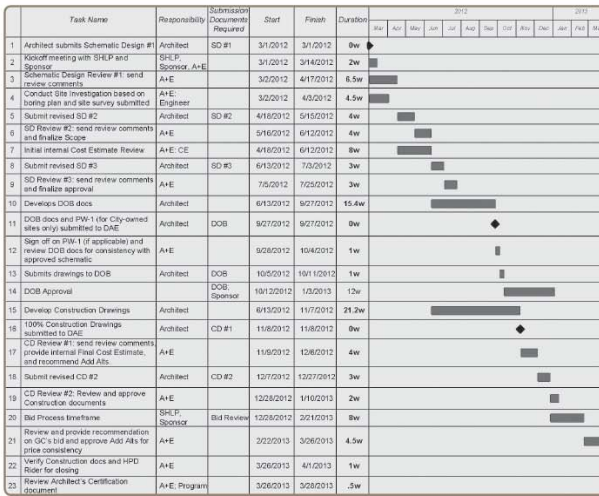 2012 2013
Task Name Responsibility Submission Documents Required Start Finish Duration Mar Apr May Jun Jul Aug Sep Oct Nov Dec Jan Feb Mar
1 Architect submits Schematic Design #1 Architect SD #1 3/1/2012 3/1/2012 0w
2 Kickoff meeting with SHLP and Sponsor SHLP, Sponsor, A+E 3/1/2012 3/14/2012 2w
3 Schematic Design Review #1: send review comments A+E 3/2/2012 4/17/2012 6.5w
4 Conduct Site Investigation based on boring plan and site survey submitted A+E: Engineer 3/2/2012 4/3/2012 4.5w
5 Submit revised SD #2 Architect SD #2 4/18/2012 5/15/2012 4w
6 SD Review #2: send review comments and finalize Scope A+E 5/16/2012 6/12/2012 4w
7 Initial internal Cost Estimate Review A+E: CE 4/18/2012 6/12/2012 8w
8 Submit revised SD #3 Architect SD #3 6/13/2012 7/3/2012 3w
9 SD Review #3: send review comments and finalize approval A+E 7/5/2012 7/25/2012 3w
10 Develops DOB docs Architect 6/13/2012 9/27/2012 15.4w
11 DOB docs and PW-1 (for City-owned sites only) submitted to DAE Architect DOB 9/27/2012 9/27/2012 0w
12 Sign off on PW-1 (if applicable) and review DOB docs for consistency with approved schematic A+E 9/28/2012 10/4/2012 1w
13 Submits drawings to DOB Architect DOB 10/5/2012 10/11/2012 1w
14 DOB Approval DOB, Sponsor 10/12/2012 1/3/2013 12w
15 Develop Construction Drawings Architect 6/13/2012 11/7/2012 21.2w
16 100% Construction Drawings submitted to DAE Architect CD #1 11/8/2012 11/8/2012 0w
17 CD Review #1: send review comments, provide internal Final Cost Estimate, and recommend Add Alts. A+E 11/9/2012 12/6/2012 4w
18 Submit revised CD #2 Architect CD #2 12/7/2012 12/27/2012 3w
19 CD Review #2: Review and approve Construction documents A+E 12/28/2012 1/10/2013 2w
20 Bid Process timeframe SHLP, Sponsor Bid Review 12/28/2012 2/21/2013 8w
21 Review and provide recommendation on GC's bid and approve Add Alts for price consistency A+E 2/22/2013 3/26/2013 4.5w
22 Verify Construction docs and HPD Rider for closing A+E 3/26/2013 4/1/2013 1w
23 Review Architect's Certification document A+E; Program 3/26/2013 3/28/2013 .5w